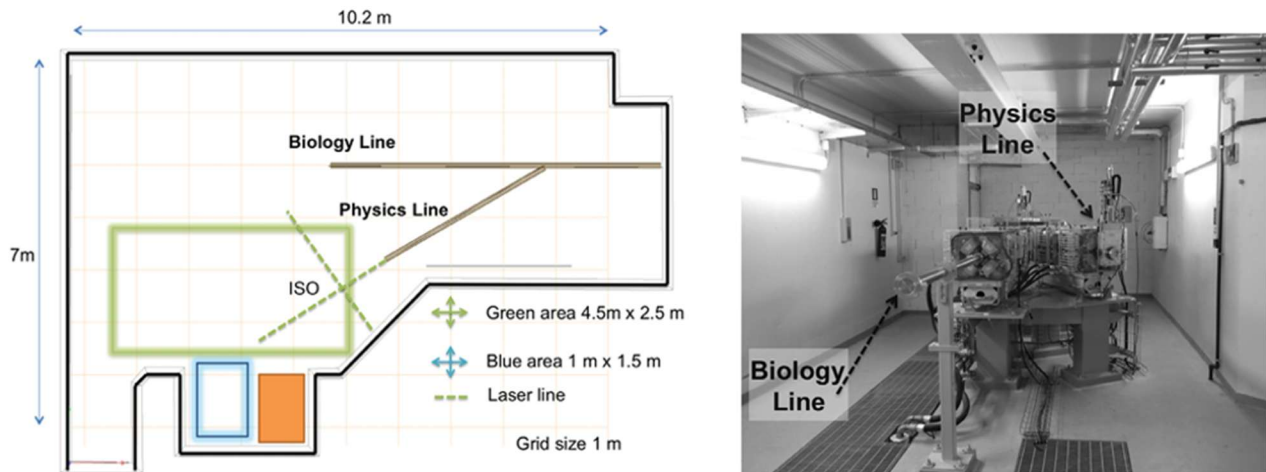 10.2 m
Biology Line
Physics Line
7m
ISO
Green area 4.5m x 2.5 m
Blue area 1 m x 1.5 m
Laser line
Grid size 1 m
Physics
Line
Biology
Line